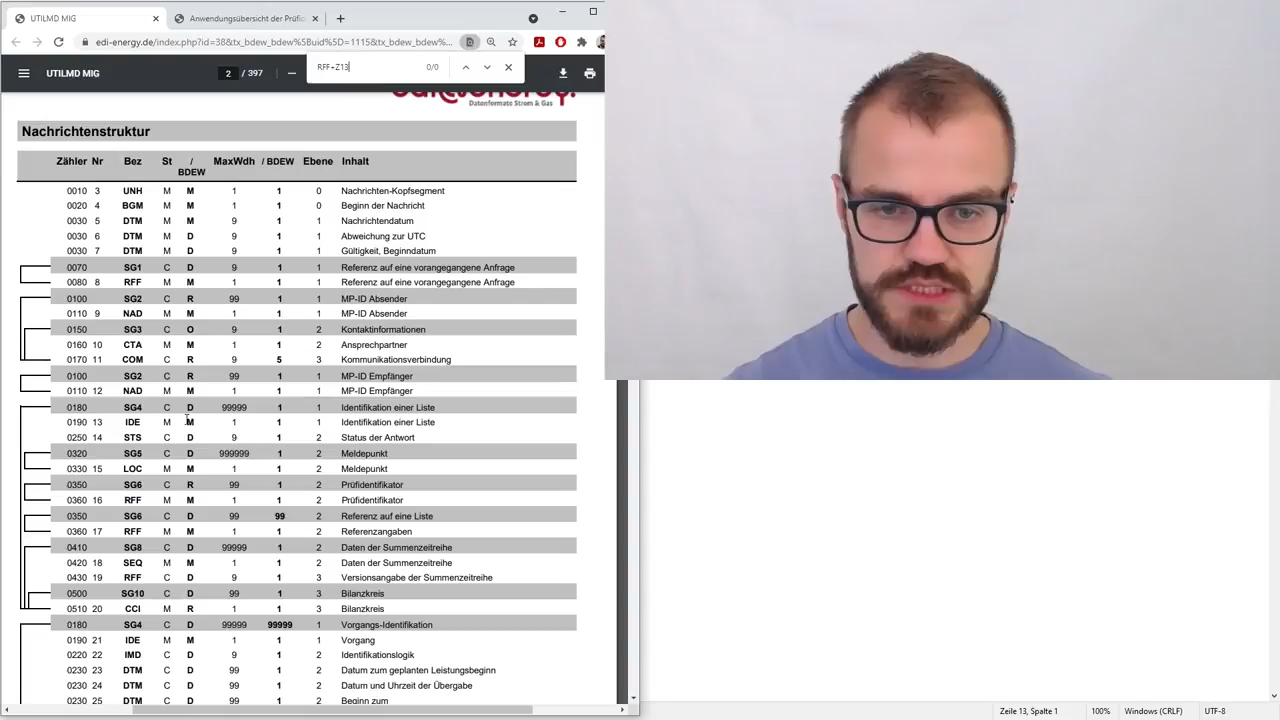 UTILMD MIG
Anwendungsübersicht der Prüfic
edi-energy.de/index.php?id=38&tx_bdew_bdew%5Buid%5D=1115&tx_bdew_bdew%...
UTILMD MIG
2 / 397
RFF+Z13
0/0
Datenformate Strom & Gas
Nachrichtenstruktur
Zähler Nr Bez St / BDEW MaxWdh / BDEW Ebene Inhalt
0010 3 UNH M M 1 1 0 Nachrichten-Kopfsegment
0020 4 BGM M M 1 1 0 Beginn der Nachricht
0030 5 DTM M M 9 1 1 Nachrichtendatum
0030 6 DTM M D 9 1 1 Abweichung zur UTC
0030 7 DTM M D 9 1 1 Gültigkeit, Beginndatum
0070 SG1 C D 9 1 1 Referenz auf eine vorangegangene Anfrage
0080 8 RFF M M 1 1 1 Referenz auf eine vorangegangene Anfrage
0100 SG2 C R 99 1 1 MP-ID Absender
0110 9 NAD M M 1 1 1 MP-ID Absender
0150 SG3 C O 9 1 2 Kontaktinformationen
0160 10 CTA M M 1 1 2 Ansprechpartner
0170 11 COM C R 9 5 3 Kommunikationsverbindung
0100 SG2 C R 99 1 1 MP-ID Empfänger
0110 12 NAD M M 1 1 1 MP-ID Empfänger
0180 SG4 C D 99999 1 1 Identifikation einer Liste
0190 13 IDE M M 1 1 1 Identifikation einer Liste
0250 14 STS C D 9 1 2 Status der Antwort
0320 SG5 C D 999999 1 2 Meldepunkt
0330 15 LOC M M 1 1 2 Meldepunkt
0350 SG6 C R 99 1 2 Prüfidentifikator
0360 16 RFF M M 1 1 2 Prüfidentifikator
0350 SG6 C D 99 99 2 Referenz auf eine Liste
0360 17 RFF M M 1 1 2 Referenzangaben
0410 SG8 C D 99999 1 2 Daten der Summenzeitreihe
0420 18 SEQ M M 1 1 2 Daten der Summenzeitreihe
0430 19 RFF C D 9 1 3 Versionsangabe der Summenzeitreihe
0500 SG10 C D 99 1 3 Bilanzkreis
0510 20 CCI M R 1 1 3 Bilanzkreis
0180 SG4 C D 99999 99999 1 Vorgangs-Identifikation
0190 21 IDE M M 1 1 1 Vorgang
0220 22 IMD C D 9 1 2 Identifikationslogik
0230 23 DTM C D 99 1 2 Datum zum geplanten Leistungsbeginn
0230 24 DTM C D 99 1 2 Datum und Uhrzeit der Übergabe
0230 25 DTM C D 99 1 2 Beginn zum
Zeile 13, Spalte 1 100% Windows (CRLF) UTF-8